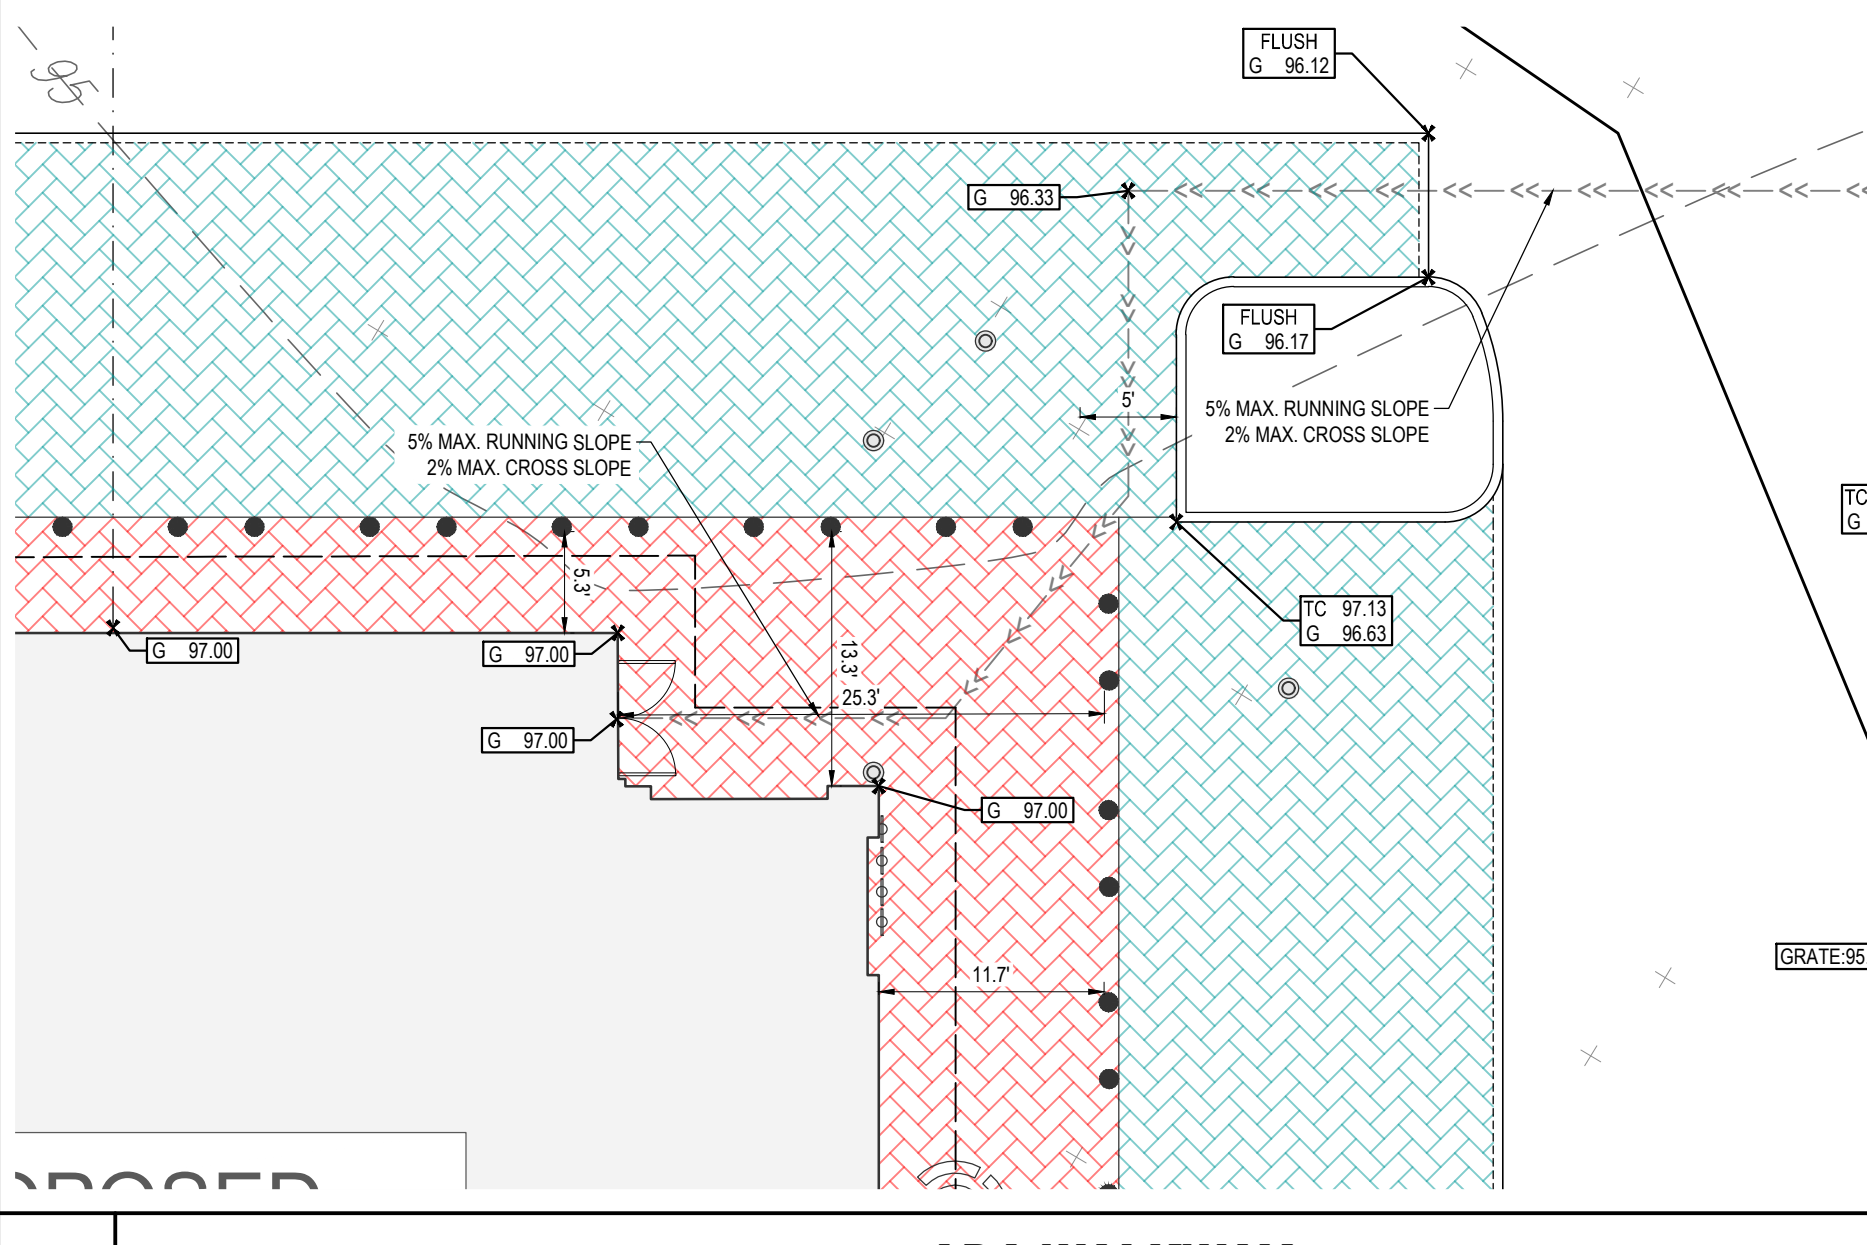 FLUSH
G 96.12
95
G 96.33
FLUSH
G 96.17
5'
5% MAX. RUNNING SLOPE
2% MAX. CROSS SLOPE
5% MAX. RUNNING SLOPE
2% MAX. CROSS SLOPE
TC
G
5.3'
TC 97.13
G 96.63
G 97.00
G 97.00
13.3'
25.3'
G 97.00
G 97.00
GRATE:95.
11.7'